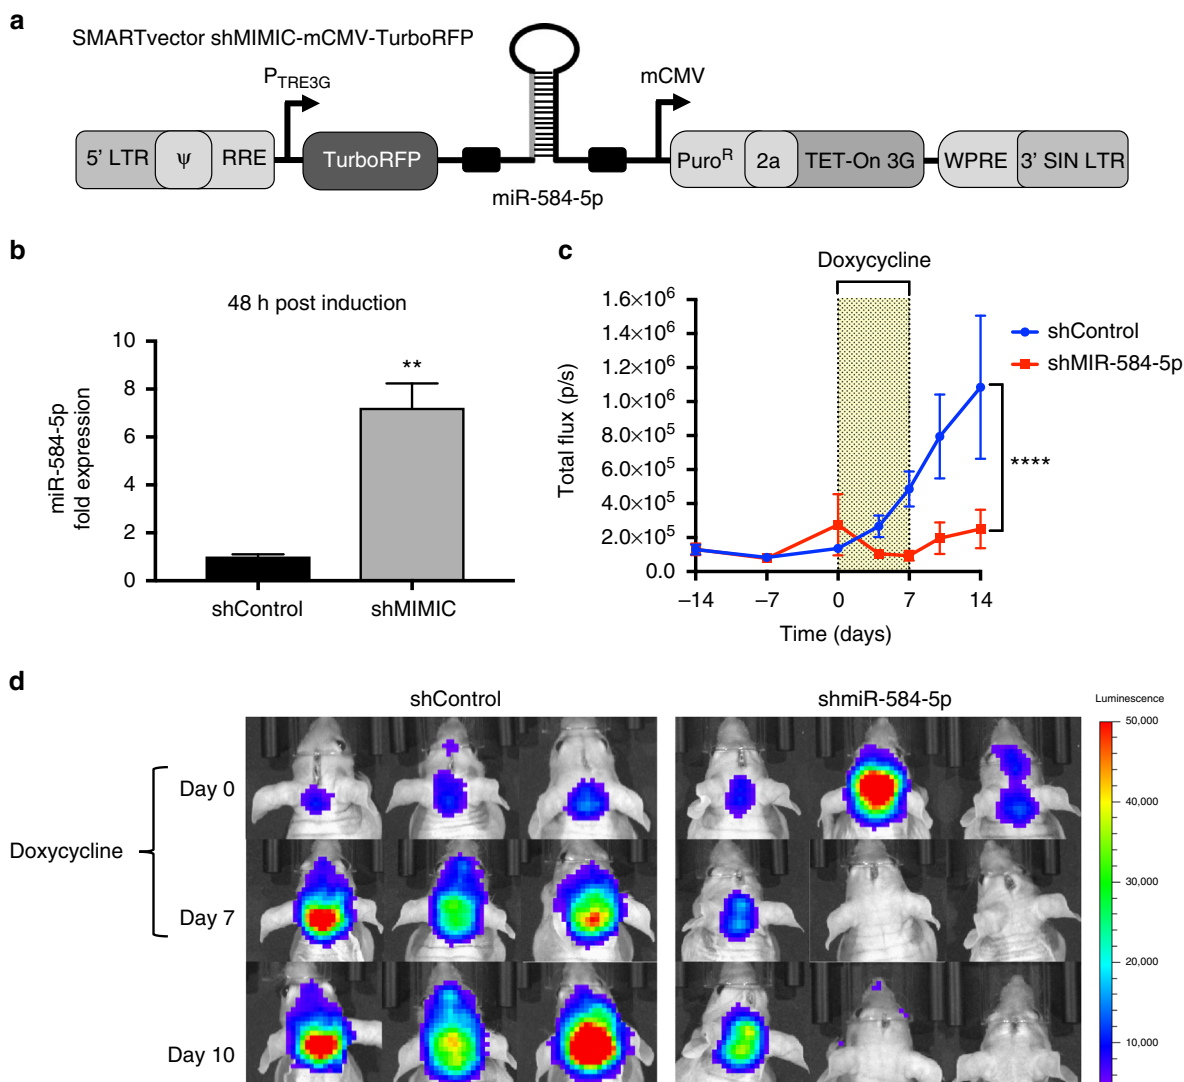 a
SMARTvector shMIMIC-mCMV-TurboRFP
PTRE3G
mCMV
5' LTR
ψ
RRE
TurboRFP
miR-584-5p
PuroR
2a
TET-On 3G
WPRE
3' SIN LTR
b
48 h post induction
miR-584-5p
fold expression
10
8
6
4
2
0
**
shControl
shMIMIC
c
Doxycycline
Total flux (p/s)
1.6×10⁶
1.4×10⁶
1.2×10⁶
1.0×10⁶
8.0×10⁵
6.0×10⁵
4.0×10⁵
2.0×10⁵
0.0
–14
–7
0
7
14
Time (days)
shControl
shMIR-584-5p
****
d
shControl
shmiR-584-5p
Doxycycline
Day 0
Day 7
Day 10
Luminescence
50,000
40,000
30,000
20,000
10,000